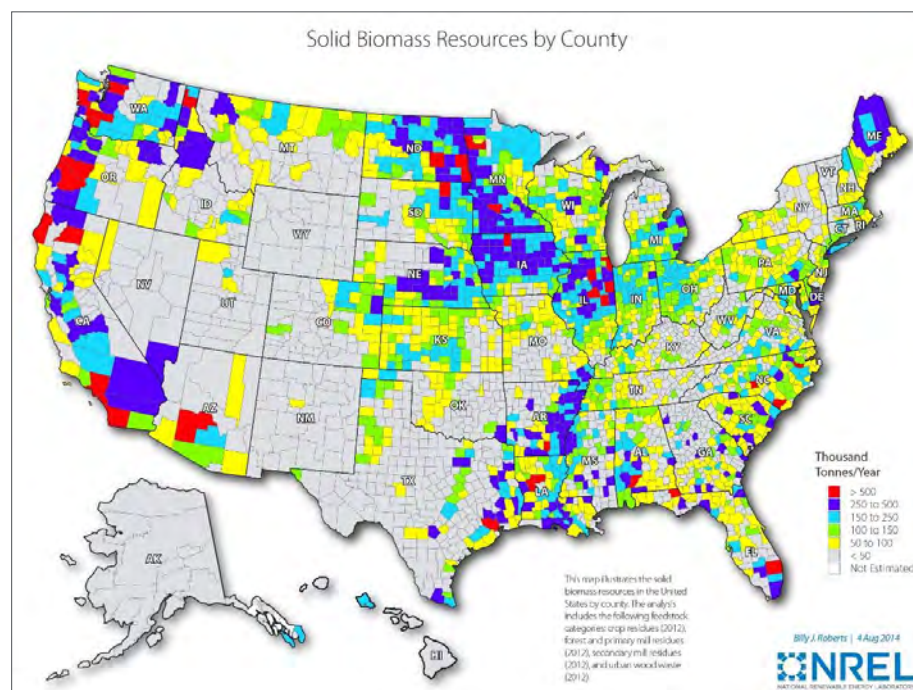 Solid Biomass Resources by County
WA
MT
ND
MN
ME
OR
ID
SD
WI
VT
NH
NY
MA
CT
RI
WY
MI
IA
NE
PA
NJ
NV
UT
IL
IN
OH
MD
DE
CA
CO
WV
VA
KS
MO
KY
NC
TN
AZ
NM
OK
AR
SC
MS
AL
GA
TX
LA
FL
AK
HI
Thousand
Tonnes/Year
> 500
250 to 500
150 to 250
100 to 150
50 to 100
< 50
Not Estimated
This map illustrates the solid
biomass resources in the United
States by county. The analysis
includes the following feedstock
categories: crop residues (2012),
forest and primary mill residues
(2012), secondary mill residues
(2012), and urban wood waste
(2012)
Billy J. Roberts | 4 Aug 2014
NREL
NATIONAL RENEWABLE ENERGY LABORATORY